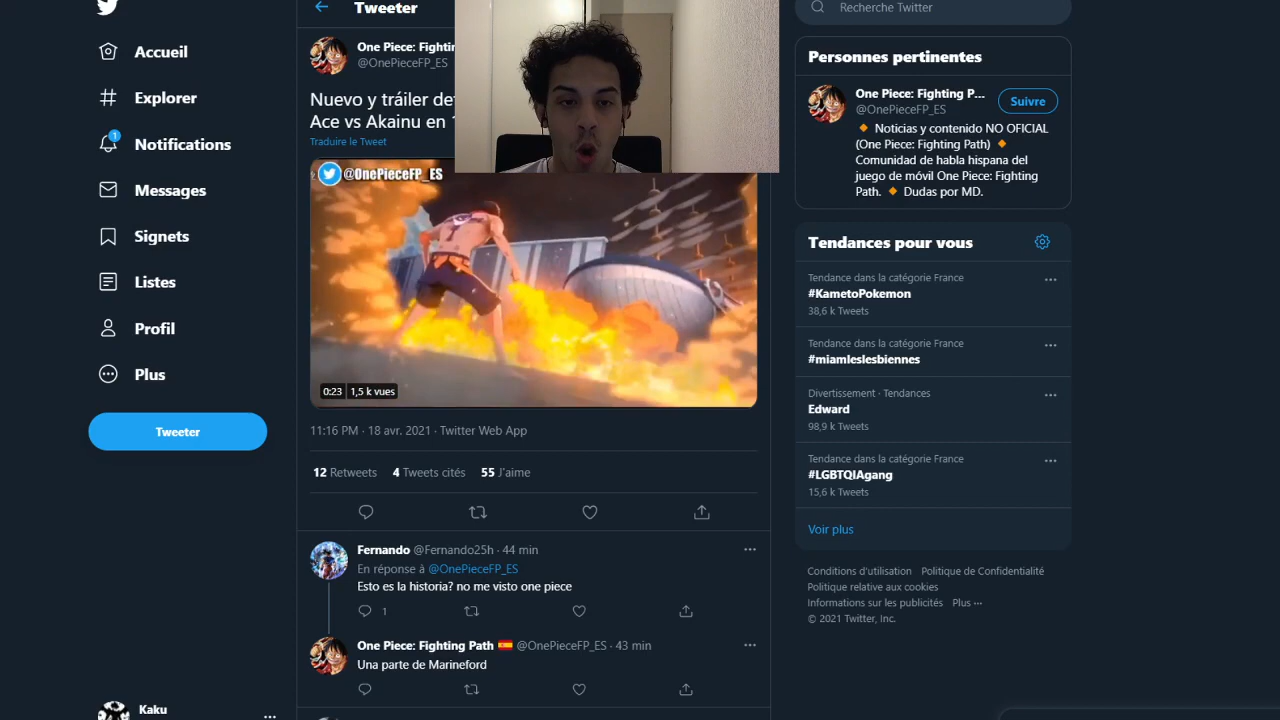 Accueil
Explorer
1
Notifications
Messages
Signets
Listes
Profil
Plus
Tweeter
Kaku
Tweeter
One Piece: Fighti
@OnePieceFP_ES
Nuevo y tráiler de
Ace vs Akainu en
Traduire le Tweet
@OnePieceFP_ES
0:23 1,5 k vues
11:16 PM · 18 avr. 2021 · Twitter Web App
12 Retweets 4 Tweets cités 55 J'aime
Fernando @Fernando25h · 44 min
En réponse à @OnePieceFP_ES
Esto es la historia? no me visto one piece
1
One Piece: Fighting Path @OnePieceFP_ES · 43 min
Una parte de Marineford
Recherche Twitter
Personnes pertinentes
One Piece: Fighting P...
@OnePieceFP_ES
Suivre
🔸 Noticias y contenido NO OFICIAL
(One Piece: Fighting Path) 🔸
Comunidad de habla hispana del
juego de móvil One Piece: Fighting
Path. 🔸 Dudas por MD.
Tendances pour vous
Tendance dans la catégorie France
#KametoPokemon
38,6 k Tweets
Tendance dans la catégorie France
#miamleslesbiennes
Divertissement · Tendances
Edward
98,9 k Tweets
Tendance dans la catégorie France
#LGBTQIAgang
15,6 k Tweets
Voir plus
Conditions d'utilisation Politique de Confidentialité
Politique relative aux cookies
Informations sur les publicités Plus ···
© 2021 Twitter, Inc.